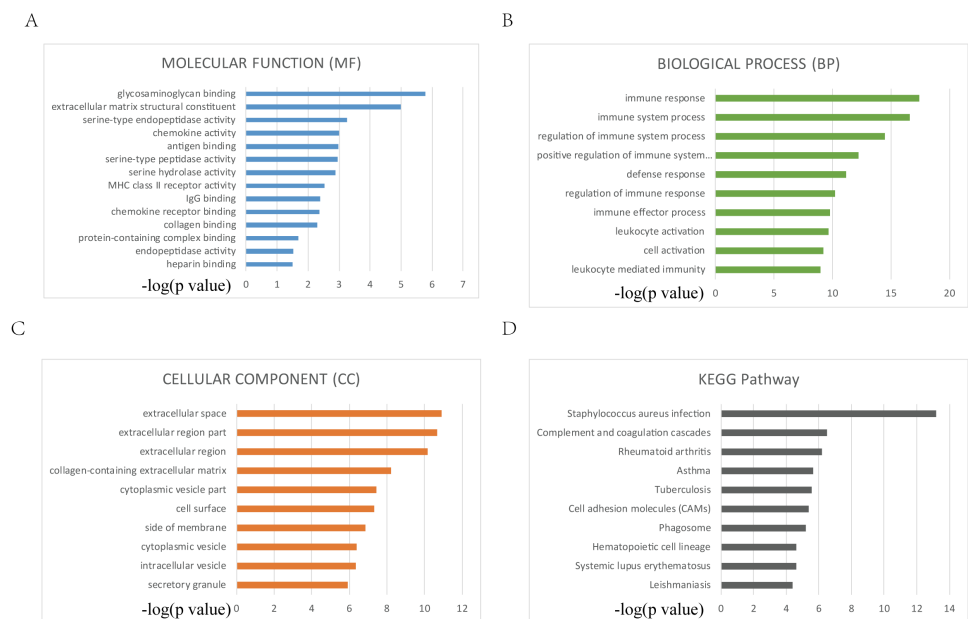 A
MOLECULAR FUNCTION (MF)
glycosaminoglycan binding
extracellular matrix structural constituent
serine-type endopeptidase activity
chemokine activity
antigen binding
serine-type peptidase activity
serine hydrolase activity
MHC class II receptor activity
IgG binding
chemokine receptor binding
collagen binding
protein-containing complex binding
endopeptidase activity
heparin binding
0 1 2 3 4 5 6 7
-log(p value)
B
BIOLOGICAL PROCESS (BP)
immune response
immune system process
regulation of immune system process
positive regulation of immune system...
defense response
regulation of immune response
immune effector process
leukocyte activation
cell activation
leukocyte mediated immunity
0 5 10 15 20
-log(p value)
C
CELLULAR COMPONENT (CC)
extracellular space
extracellular region part
extracellular region
collagen-containing extracellular matrix
cytoplasmic vesicle part
cell surface
side of membrane
cytoplasmic vesicle
intracellular vesicle
secretory granule
0 2 4 6 8 10 12
-log(p value)
D
KEGG Pathway
Staphylococcus aureus infection
Complement and coagulation cascades
Rheumatoid arthritis
Asthma
Tuberculosis
Cell adhesion molecules (CAMs)
Phagosome
Hematopoietic cell lineage
Systemic lupus erythematosus
Leishmaniasis
0 2 4 6 8 10 12 14
-log(p value)